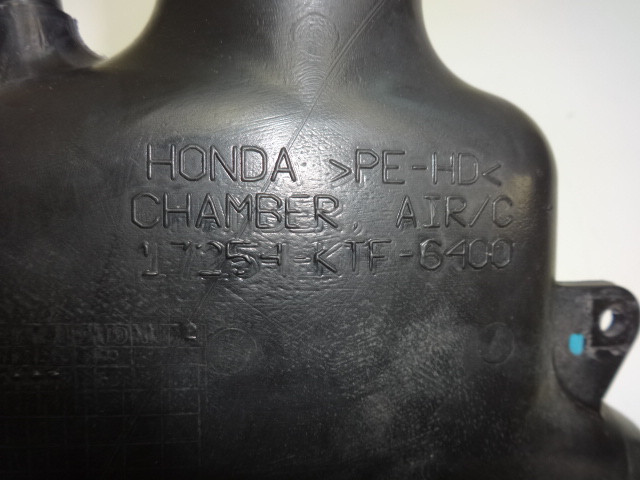 HONDA >PE-HD<
CHAMBER, AIR/C
17254-KTF-6400